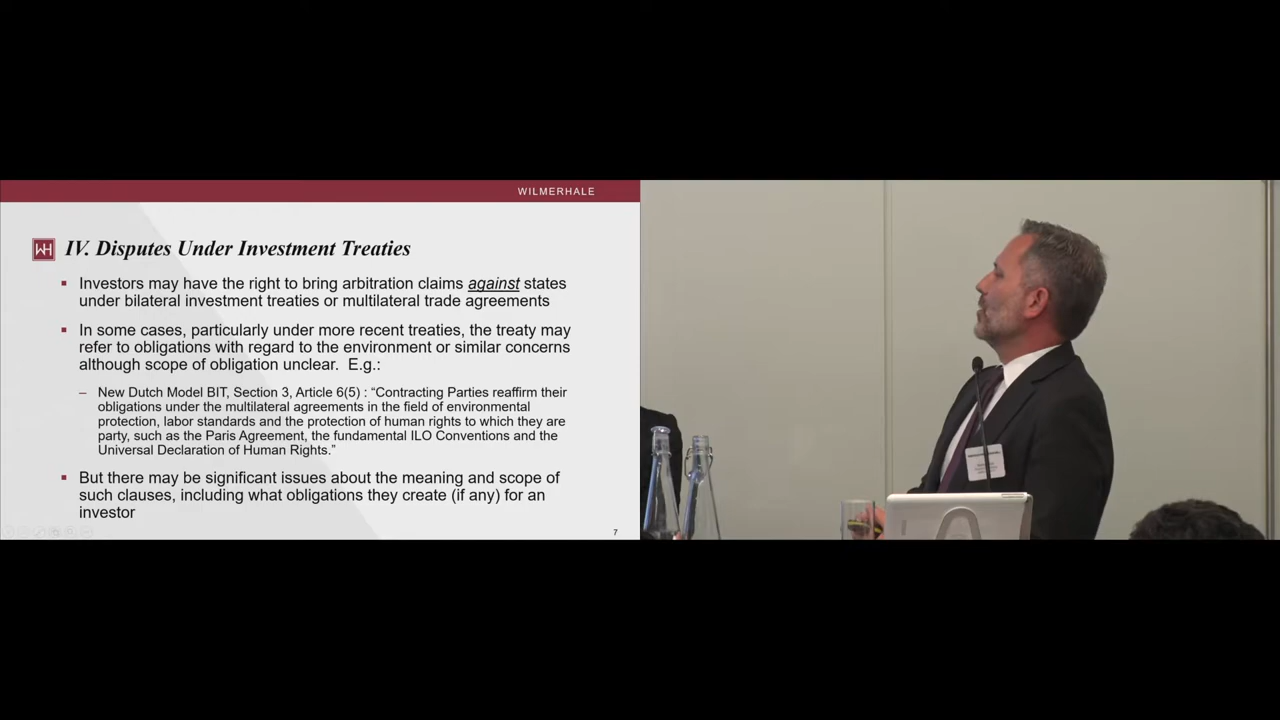 WILMERHALE
WH
IV. Disputes Under Investment Treaties
▪ Investors may have the right to bring arbitration claims against states
under bilateral investment treaties or multilateral trade agreements
▪ In some cases, particularly under more recent treaties, the treaty may
refer to obligations with regard to the environment or similar concerns
although scope of obligation unclear. E.g.:
– New Dutch Model BIT, Section 3, Article 6(5) : “Contracting Parties reaffirm their
obligations under the multilateral agreements in the field of environmental
protection, labor standards and the protection of human rights to which they are
party, such as the Paris Agreement, the fundamental ILO Conventions and the
Universal Declaration of Human Rights.”
▪ But there may be significant issues about the meaning and scope of
such clauses, including what obligations they create (if any) for an
investor
7